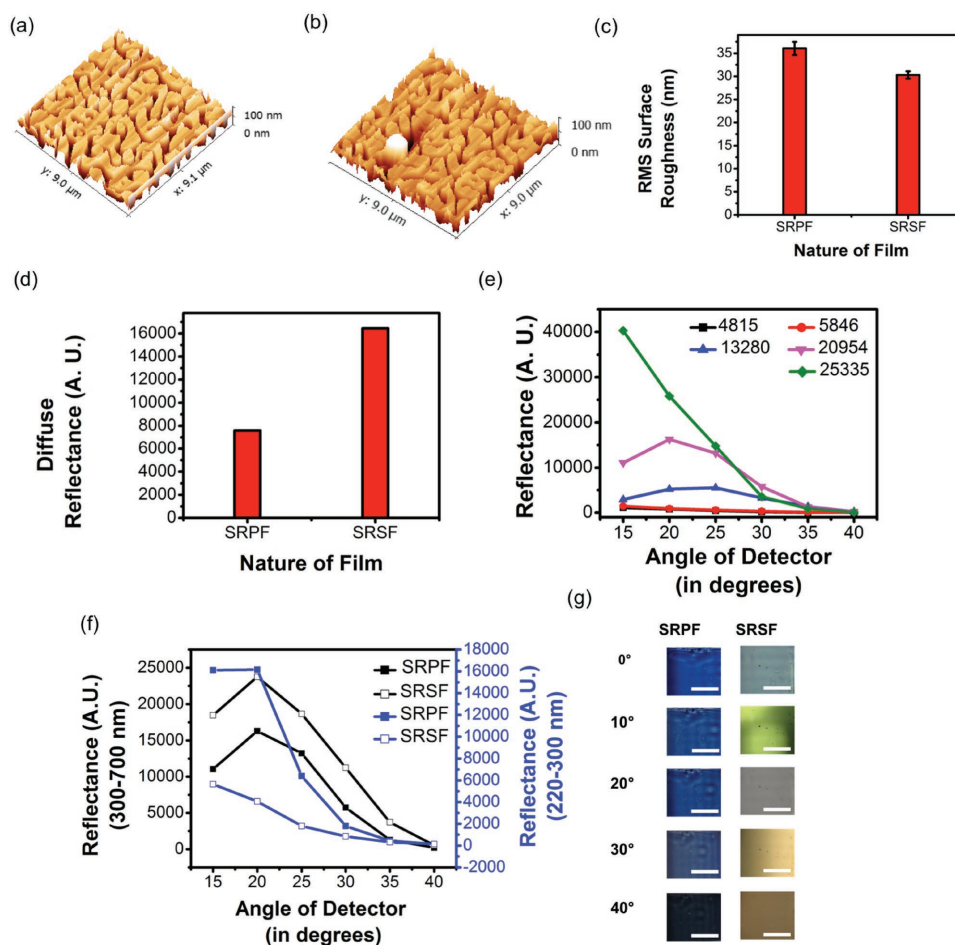 (a)
100 nm
0 nm
y: 9.0 µm
x: 9.1 µm
(b)
100 nm
0 nm
y: 9.0 µm
x: 9.0 µm
(c)
RMS Surface
Roughness (nm)
35
30
25
20
15
10
5
0
SRPF
SRSF
Nature of Film
(d)
Diffuse
Reflectance (A. U.)
16000
14000
12000
10000
8000
6000
4000
2000
0
SRPF
SRSF
Nature of Film
(e)
Reflectance (A. U.)
40000
30000
20000
10000
0
4815
5846
13280
20954
25335
15 20 25 30 35 40
Angle of Detector
(in degrees)
(f)
Reflectance (A.U.)
(300-700 nm)
25000
20000
15000
10000
5000
0
SRPF
SRSF
SRPF
SRSF
18000
16000
14000
12000
10000
8000
6000
4000
2000
0
-2000
Reflectance (A.U.)
(220-300 nm)
15 20 25 30 35 40
Angle of Detector
(in degrees)
(g)
SRPF SRSF
0°
10°
20°
30°
40°